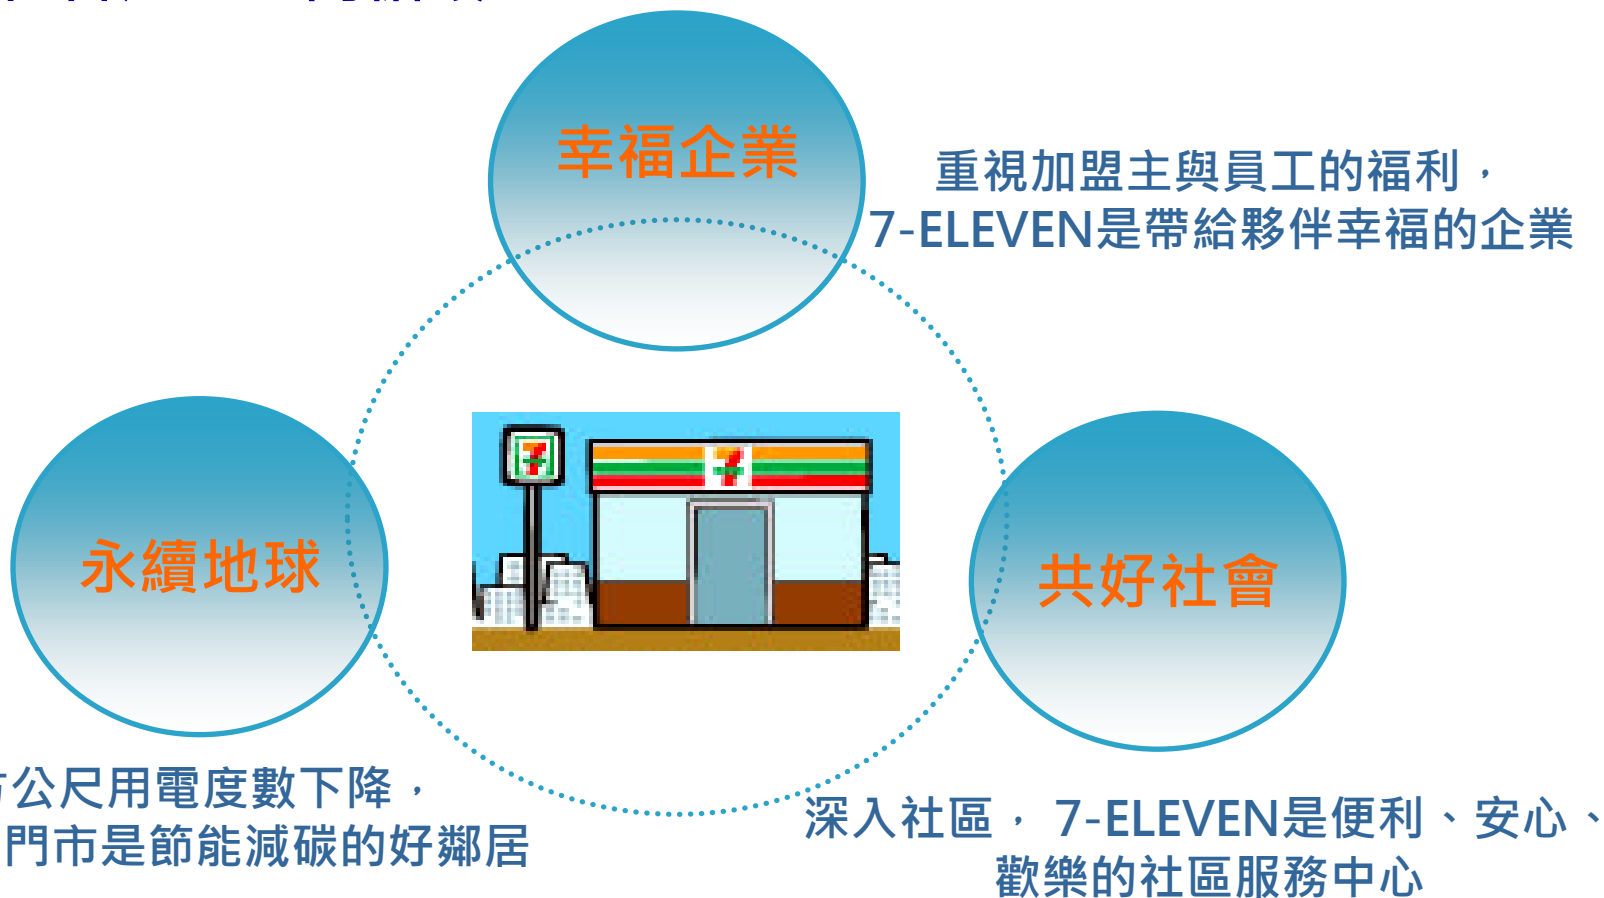 幸福企業
重視加盟主與員工的福利，
7-ELEVEN是帶給夥伴幸福的企業
永續地球
共好社會
公尺用電度數下降，
門市是節能減碳的好鄰居
深入社區， 7-ELEVEN是便利、安心、
歡樂的社區服務中心